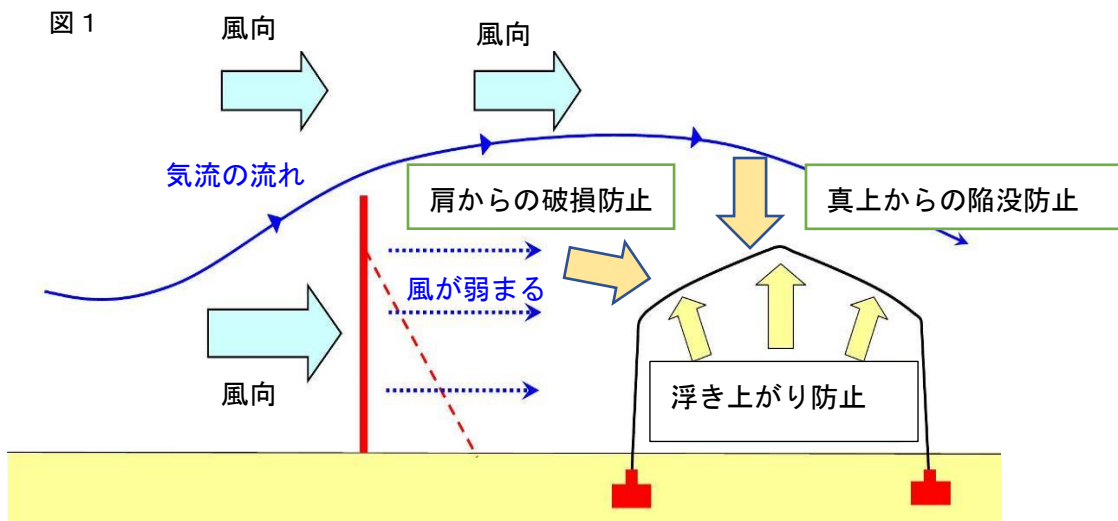 図1
風向
風向
気流の流れ
肩からの破損防止
真上からの陥没防止
風が弱まる
風向
浮き上がり防止